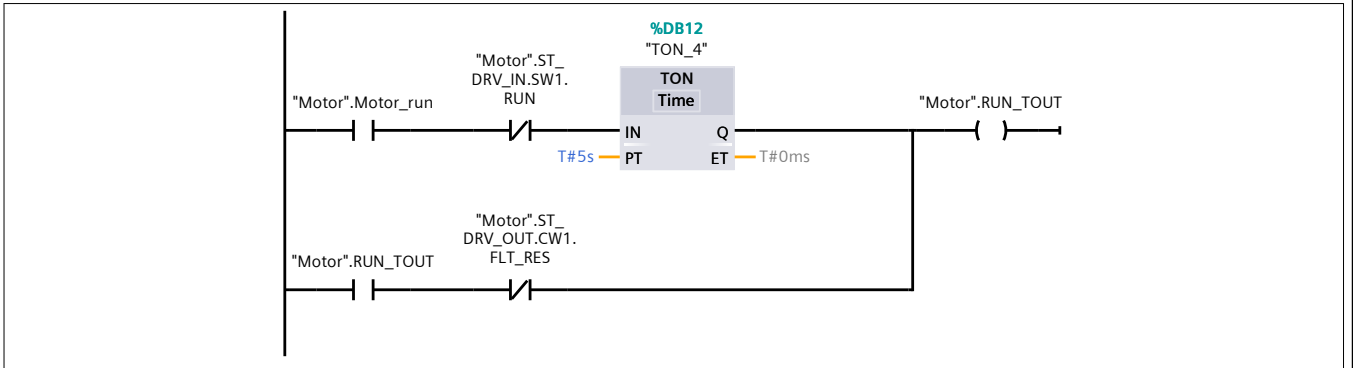 %DB12
"TON_4"
"Motor".ST_
DRV_IN.SW1.
RUN
TON
Time
"Motor".Motor_run
"Motor".RUN_TOUT
IN
Q
T#5s
PT
ET
T#0ms
"Motor".ST_
DRV_OUT.CW1.
FLT_RES
"Motor".RUN_TOUT